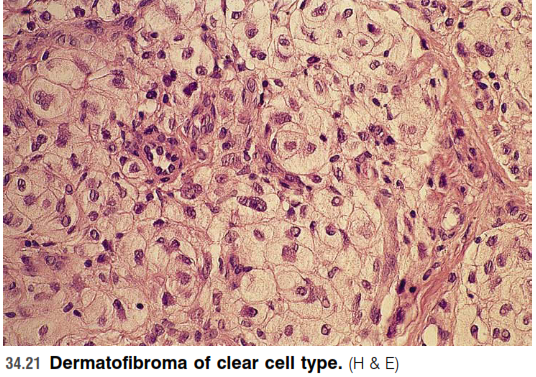 34.21 Dermatofibroma of clear cell type. (H & E)